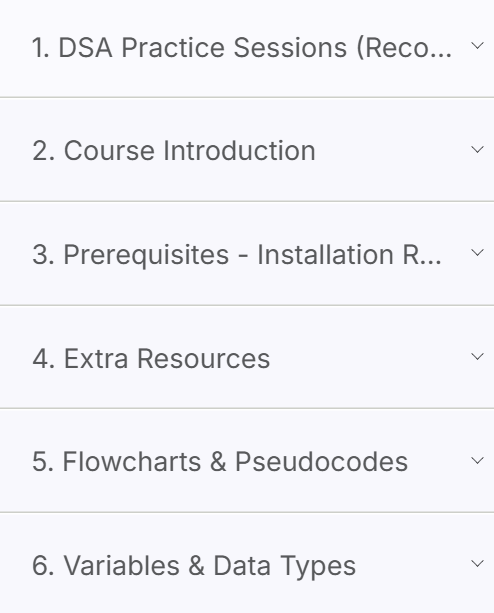 1. DSA Practice Sessions (Reco...
2. Course Introduction
3. Prerequisites - Installation R...
4. Extra Resources
5. Flowcharts & Pseudocodes
6. Variables & Data Types